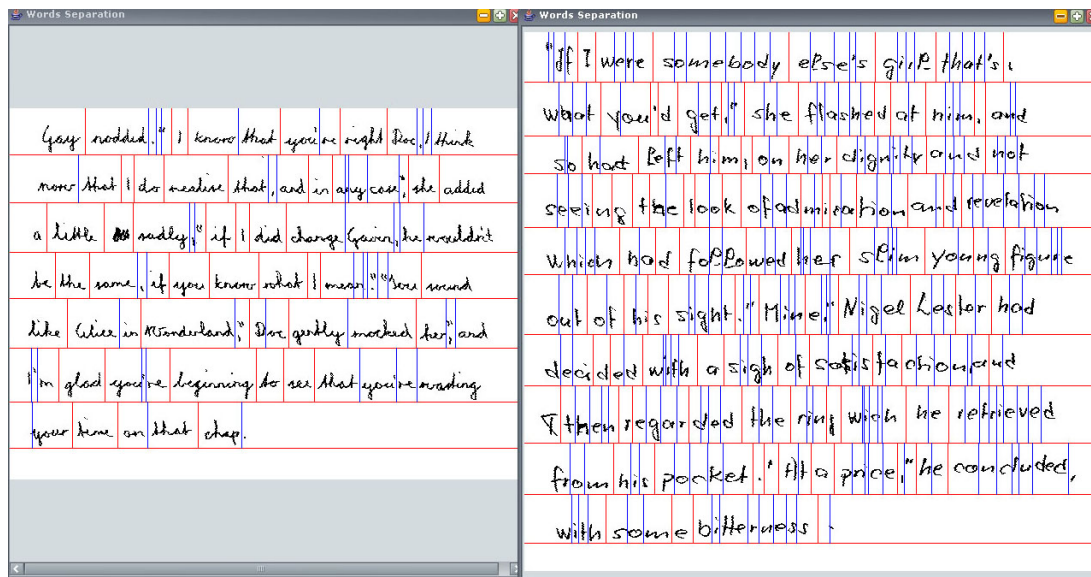 Words Separation
Gay nodded." I know that you're right Doc, I think
now that I do realise that, and in any case," she added
a little sadly," if I did change Gavin, he wouldn't
be the same, if you know what I mean." "You sound
like Alice in Wonderland," Doc gently mocked her," and
I'm glad you're beginning to see that you're wasting
your time on that chap.
Words Separation
"If I were somebody else's girl that's,
what you'd get," she flashed at him, and
so had left him, on her dignity and not
seeing the look of admiration and revelation
which had followed her slim young figure
out of his sight." Mine," Nigel Lester had
decided with a sigh of satisfaction, and
then regarded the ring wich he retrieved
from his pocket." At a price," he concluded,
with some bitterness.